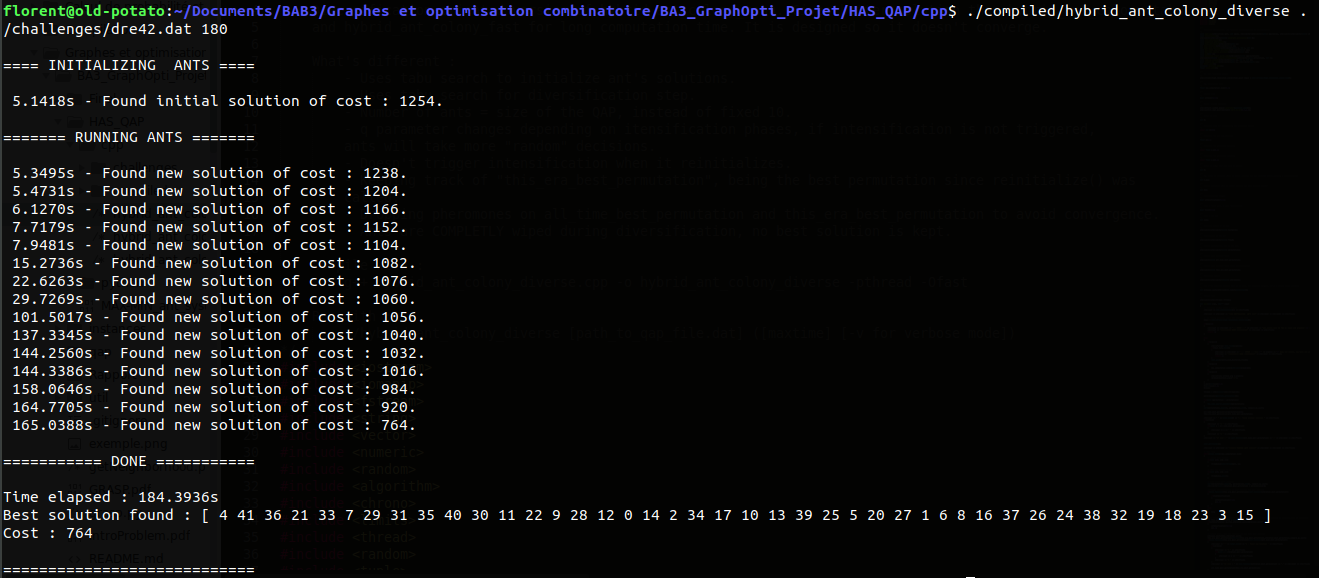 florent@old-potato:~/Documents/BAB3/Graphes et optimisation combinatoire/BA3_GraphOpti_Projet/HAS_QAP/cpp$ ./compiled/hybrid_ant_colony_diverse .
/challenges/dre42.dat 180
==== INITIALIZING  ANTS ====
5.1418s - Found initial solution of cost : 1254.
======= RUNNING ANTS =======
5.3495s - Found new solution of cost : 1238.
5.4731s - Found new solution of cost : 1204.
6.1270s - Found new solution of cost : 1166.
7.7179s - Found new solution of cost : 1152.
7.9481s - Found new solution of cost : 1104.
15.2736s - Found new solution of cost : 1082.
22.6263s - Found new solution of cost : 1076.
29.7269s - Found new solution of cost : 1060.
101.5017s - Found new solution of cost : 1056.
137.3345s - Found new solution of cost : 1040.
144.2560s - Found new solution of cost : 1032.
144.3386s - Found new solution of cost : 1016.
158.0646s - Found new solution of cost : 984.
164.7705s - Found new solution of cost : 920.
165.0388s - Found new solution of cost : 764.
<vector>
exemple.png
<numeric>
<random>
<algorithm>
=========== DONE ===========
Time elapsed : 184.3936s
Best solution found : [ 4 41 36 21 33 7 29 31 35 40 30 11 22 9 28 12 0 14 2 34 17 10 13 39 25 5 20 27 1 6 8 16 37 26 24 38 32 19 18 23 3 15 ]
Cost : 764
<thread>
<random>
README.md
============================